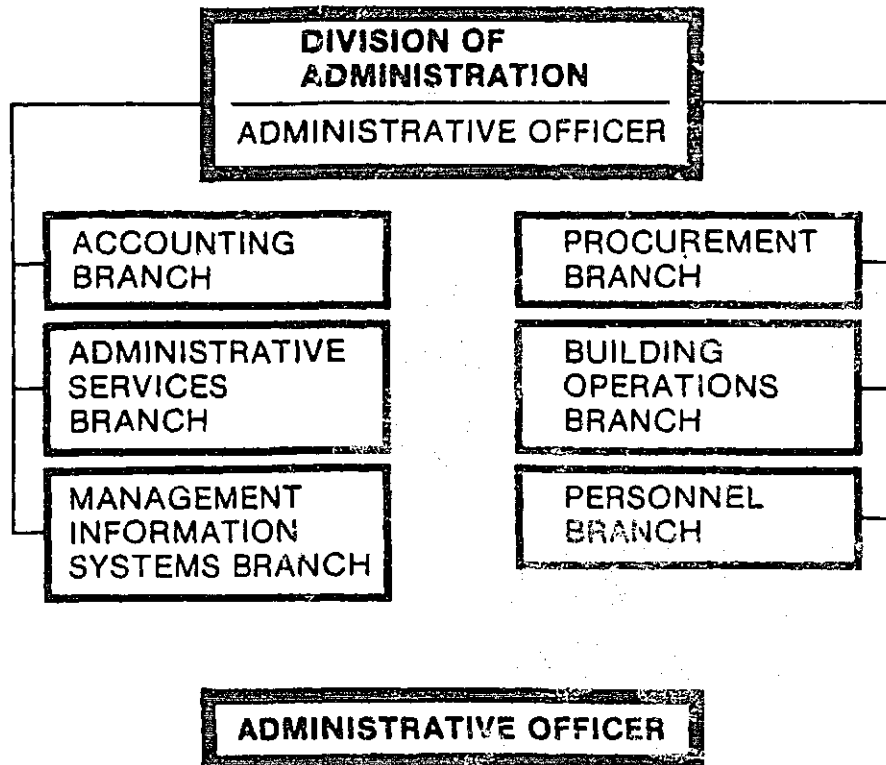 DIVISION OF
ADMINISTRATION
ADMINISTRATIVE OFFICER
ACCOUNTING
BRANCH
ADMINISTRATIVE
SERVICES
BRANCH
MANAGEMENT
INFORMATION
SYSTEMS BRANCH
PROCUREMENT
BRANCH
BUILDING
OPERATIONS
BRANCH
PERSONNEL
BRANCH
ADMINISTRATIVE OFFICER